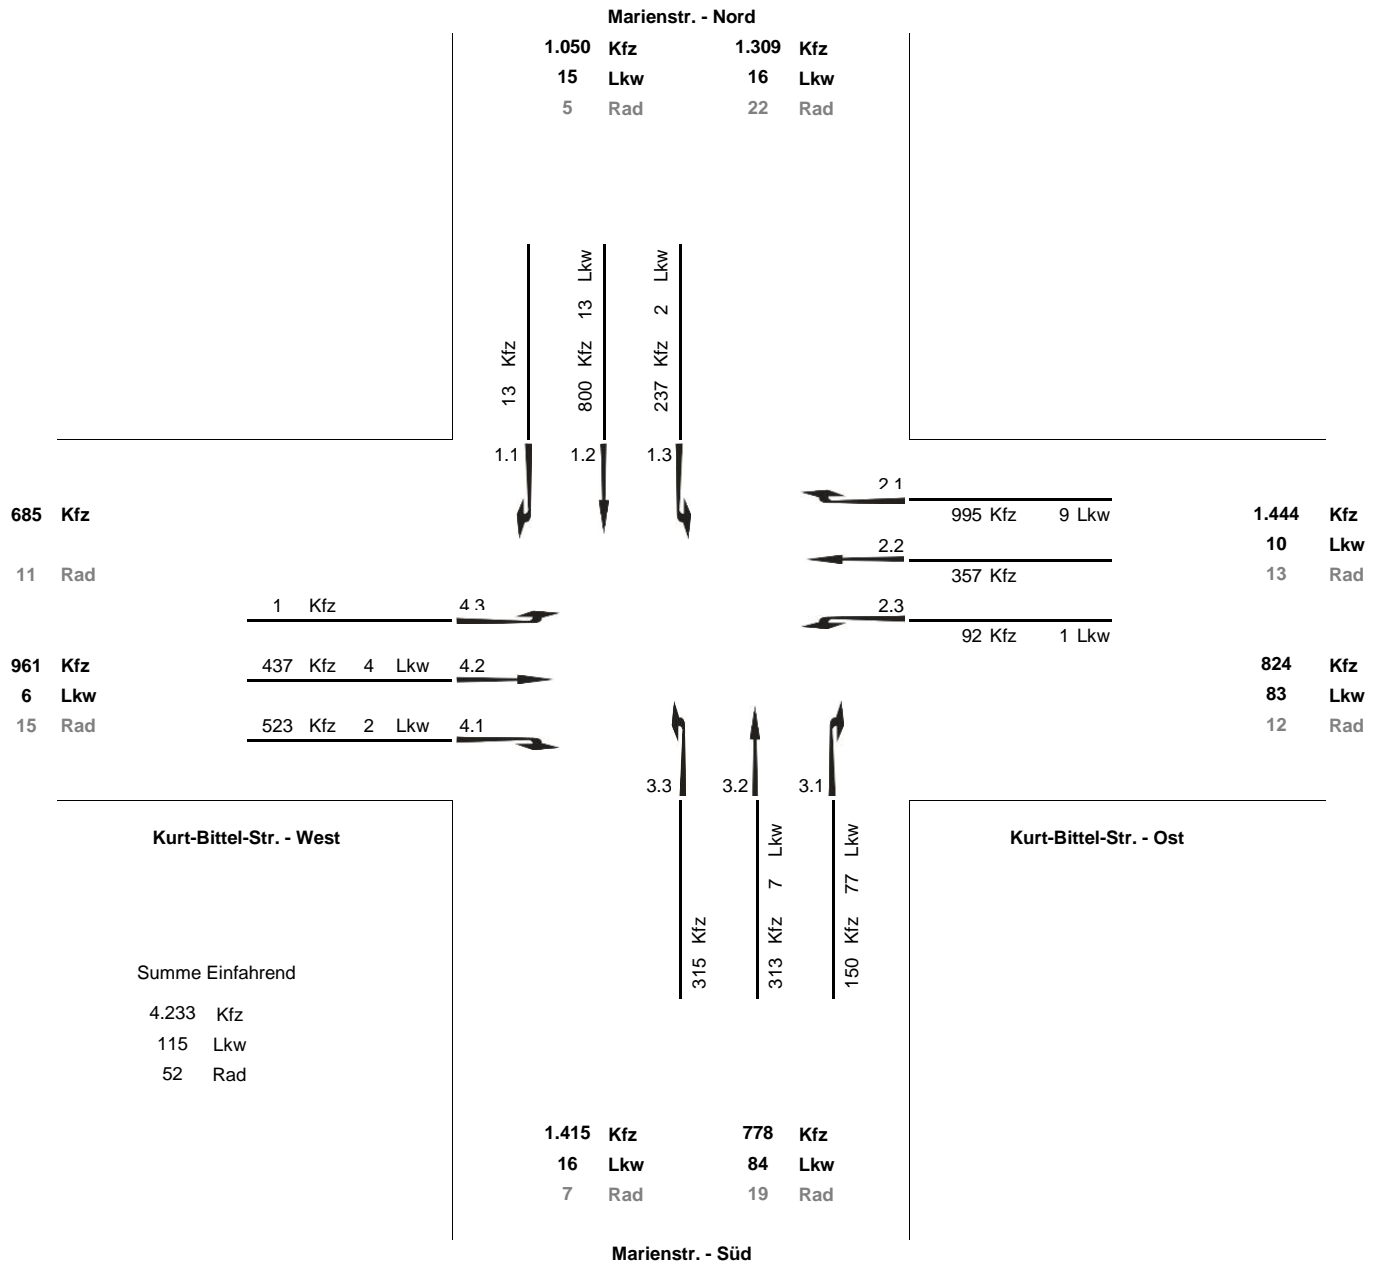 Marienstr. - Nord
1.050 Kfz 1.309 Kfz
15 Lkw 16 Lkw
5 Rad 22 Rad
13 Kfz
800 Kfz 13 Lkw
237 Kfz 2 Lkw
1.1 1.2 1.3
2.1
995 Kfz 9 Lkw
2.2
357 Kfz
2.3
92 Kfz 1 Lkw
685 Kfz
11 Rad
1.444 Kfz
10 Lkw
13 Rad
1 Kfz 4.3
961 Kfz
6 Lkw
15 Rad
437 Kfz 4 Lkw 4.2
523 Kfz 2 Lkw 4.1
824 Kfz
83 Lkw
12 Rad
3.3 3.2 3.1
315 Kfz
313 Kfz 7 Lkw
150 Kfz 77 Lkw
Kurt-Bittel-Str. - West
Kurt-Bittel-Str. - Ost
Summe Einfahrend
4.233 Kfz
115 Lkw
52 Rad
1.415 Kfz 778 Kfz
16 Lkw 84 Lkw
7 Rad 19 Rad
Marienstr. - Süd